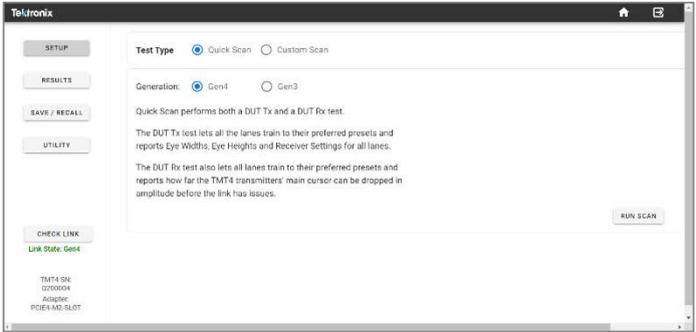 Tektronix
SETUP
RESULTS
SAVE / RECALL
UTILITY
CHECK LINK
Link State: Gen4
TMT4 SN:
Q200004
Adapter:
PCIE4-M2-SLOT
Test Type Quick Scan Custom Scan
Generation: Gen4 Gen3
Quick Scan performs both a DUT Tx and a DUT Rx test.
The DUT Tx test lets all the lanes train to their preferred presets and
reports Eye Widths, Eye Heights and Receiver Settings for all lanes.
The DUT Rx test also lets all lanes train to their preferred presets and
reports how far the TMT4 transmitters' main cursor can be dropped in
amplitude before the link has issues.
RUN SCAN